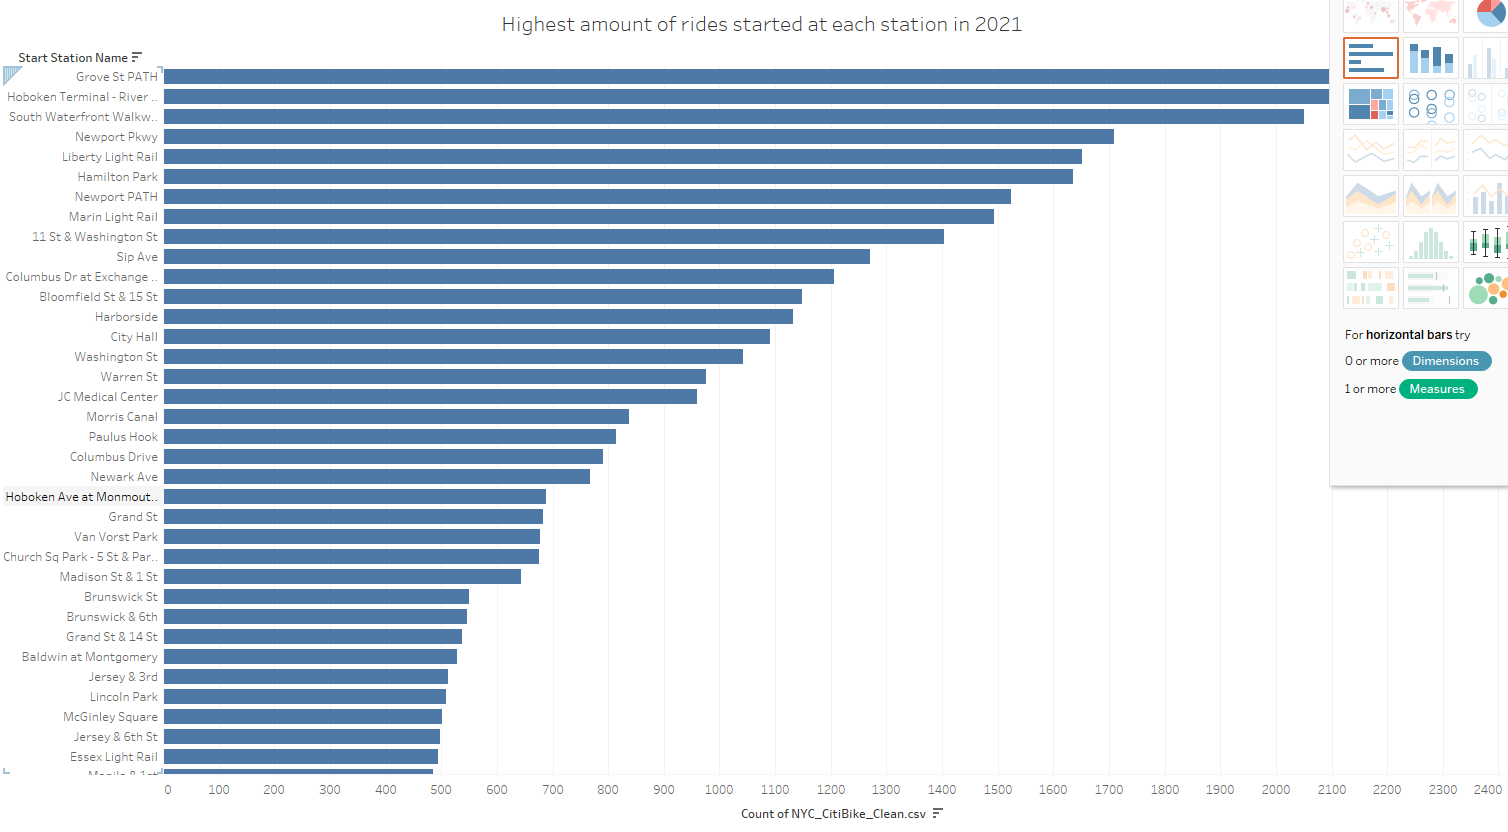 Highest amount of rides started at each station in 2021
Start Station Name
Grove St PATH
Hoboken Terminal - River ..
South Waterfront Walkw..
Newport Pkwy
Liberty Light Rail
Hamilton Park
Newport PATH
Marin Light Rail
11 St & Washington St
Sip Ave
Columbus Dr at Exchange ..
Bloomfield St & 15 St
Harborside
City Hall
Washington St
Warren St
JC Medical Center
Morris Canal
Paulus Hook
Columbus Drive
Newark Ave
Hoboken Ave at Monmout..
Grand St
Van Vorst Park
Church Sq Park - 5 St & Par..
Madison St & 1 St
Brunswick St
Brunswick & 6th
Grand St & 14 St
Baldwin at Montgomery
Jersey & 3rd
Lincoln Park
McGinley Square
Jersey & 6th St
Essex Light Rail
Manila & 1st
0 100 200 300 400 500 600 700 800 900 1000 1100 1200 1300 1400 1500 1600 1700 1800 1900 2000 2100 2200 2300 2400
Count of NYC_CitiBike_Clean.csv
For horizontal bars try
0 or more Dimensions
1 or more Measures